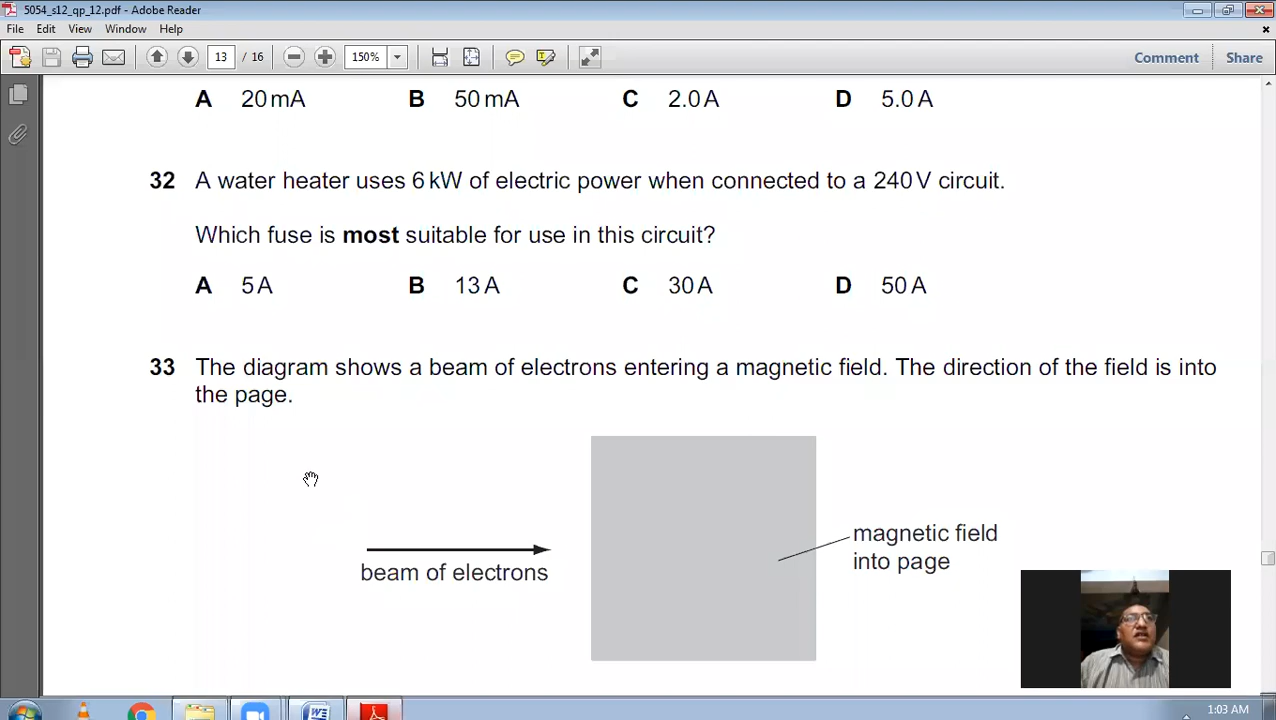 5054_s12_qp_12.pdf - Adobe Reader
File Edit View Window Help
13 / 16 150% Comment Share
A 20 mA B 50 mA C 2.0 A D 5.0 A
32 A water heater uses 6 kW of electric power when connected to a 240 V circuit.
Which fuse is most suitable for use in this circuit?
A 5 A B 13 A C 30 A D 50 A
33 The diagram shows a beam of electrons entering a magnetic field. The direction of the field is into
the page.
beam of electrons
magnetic field
into page
1:03 AM